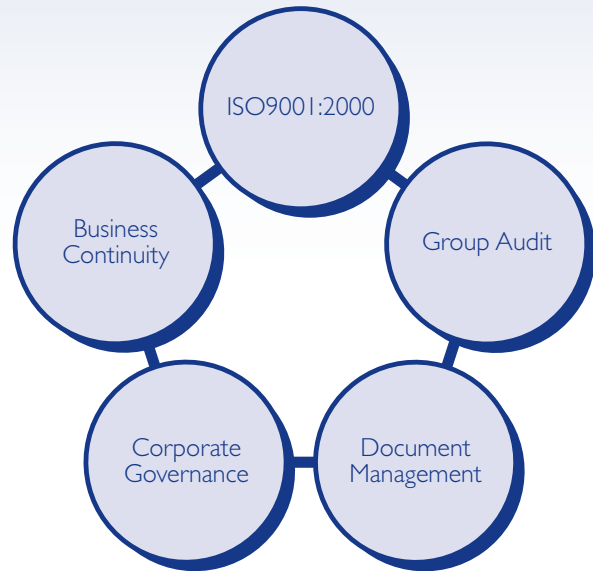 ISO9001:2000
Business
Continuity
Group Audit
Corporate
Governance
Document
Management